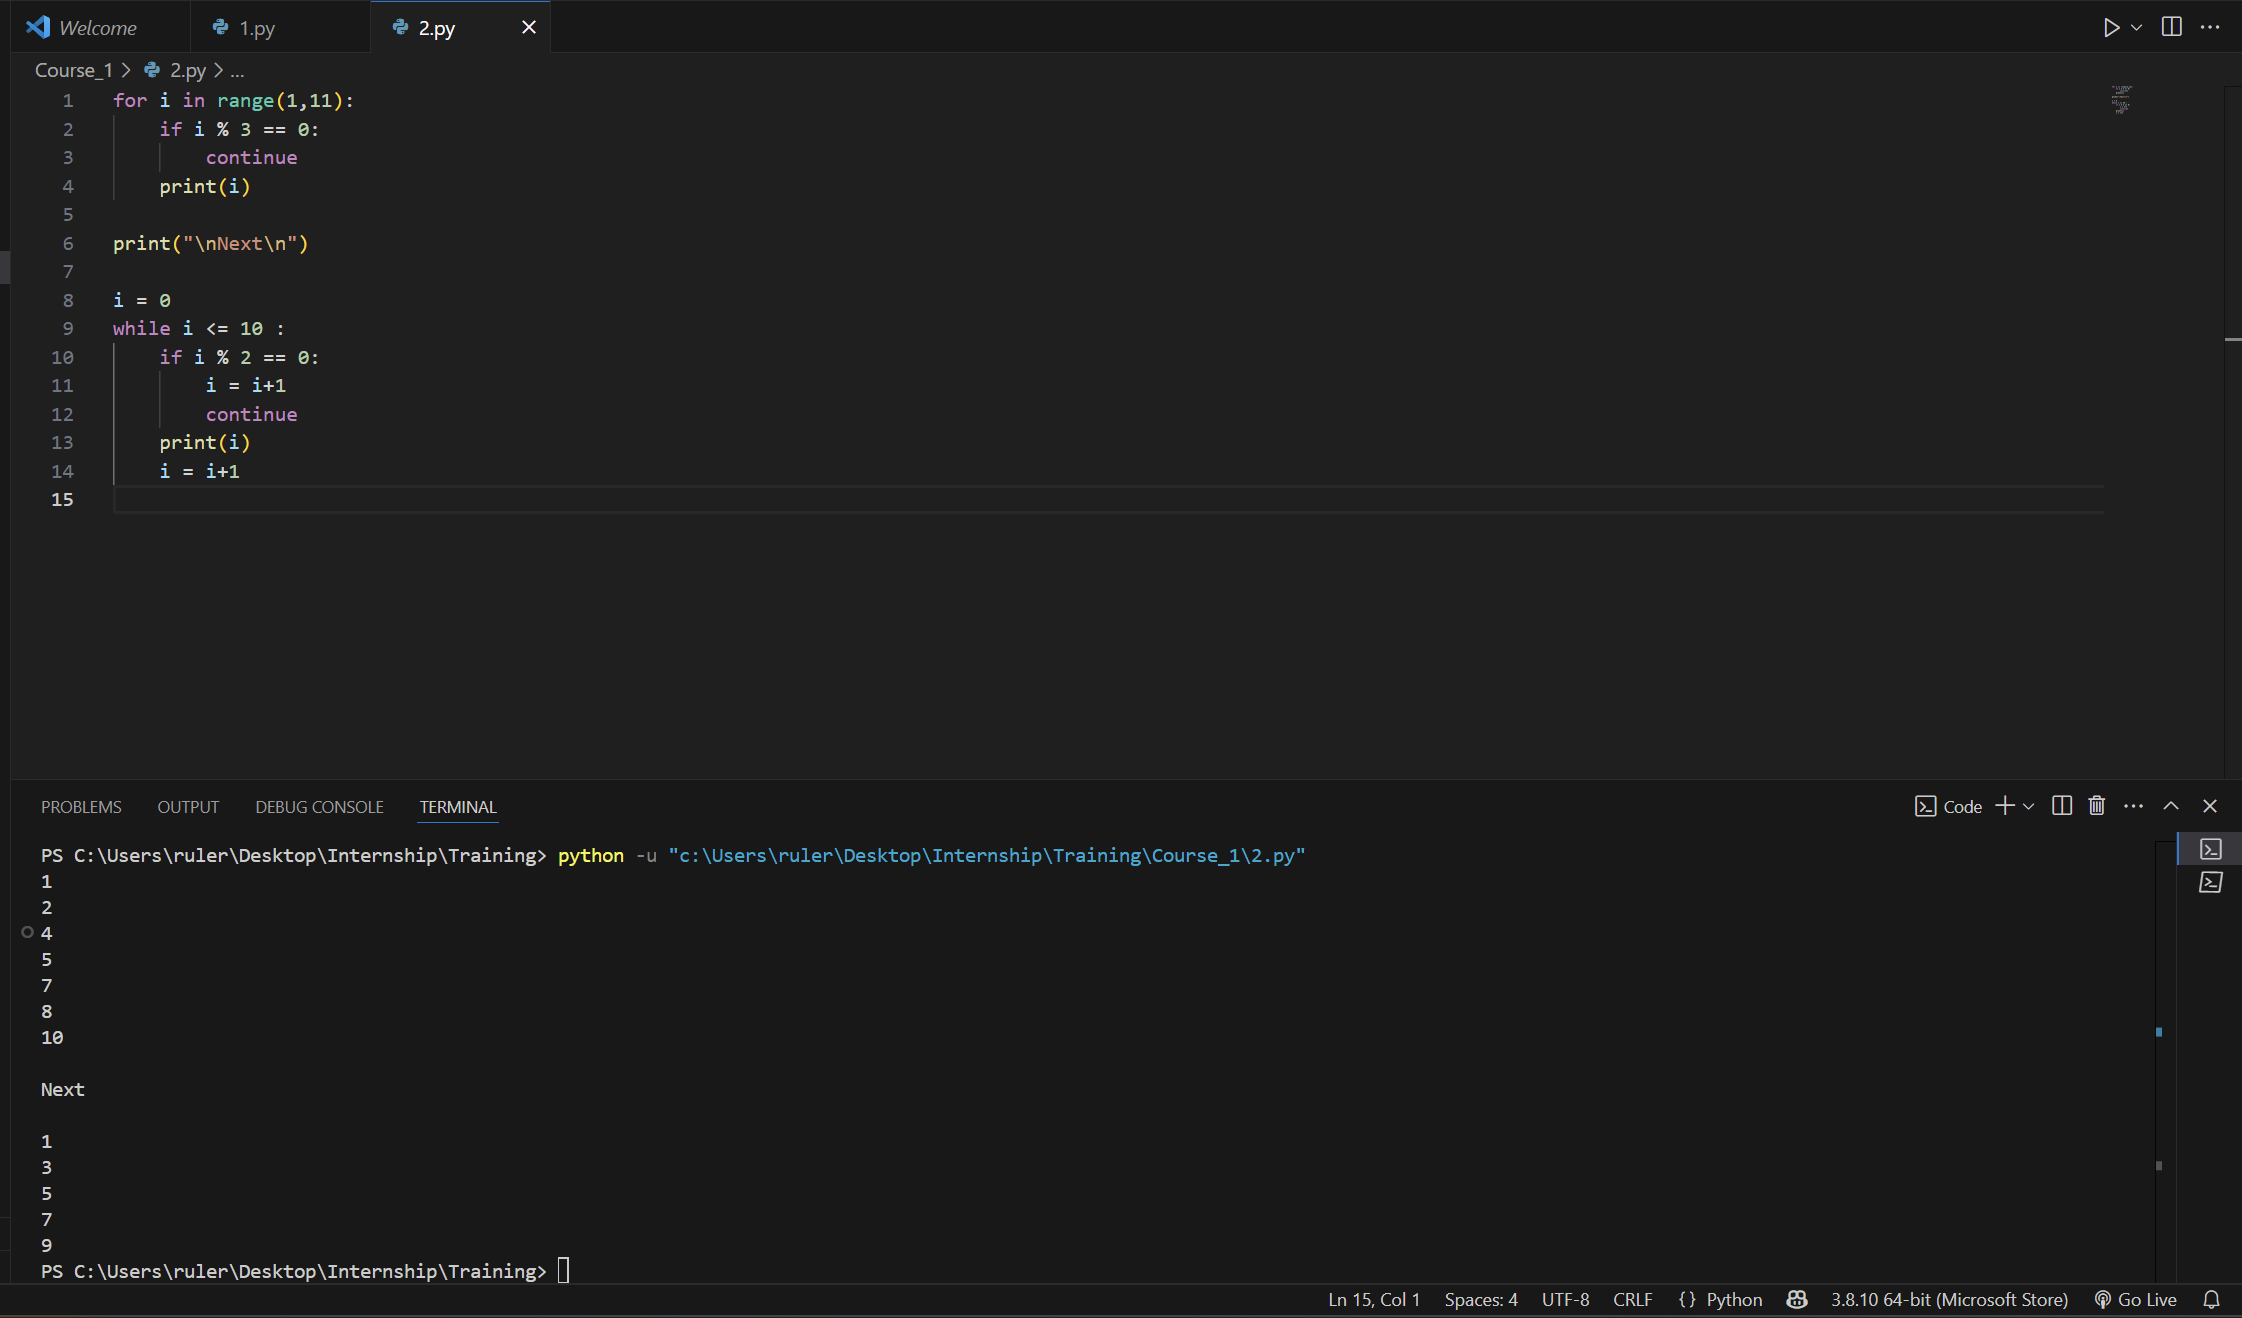 Welcome 1.py 2.py
Course_1 > 2.py > ...
1 for i in range(1,11):
2     if i % 3 == 0:
3         continue
4     print(i)
5
6 print("\nNext\n")
7
8 i = 0
9 while i <= 10 :
10     if i % 2 == 0:
11         i = i+1
12         continue
13     print(i)
14     i = i+1
15
PROBLEMS OUTPUT DEBUG CONSOLE TERMINAL Code
PS C:\Users\ruler\Desktop\Internship\Training> python -u "c:\Users\ruler\Desktop\Internship\Training\Course_1\2.py"
1
2
4
5
7
8
10
Next
1
3
5
7
9
PS C:\Users\ruler\Desktop\Internship\Training>
Ln 15, Col 1 Spaces: 4 UTF-8 CRLF {} Python 3.8.10 64-bit (Microsoft Store) Go Live